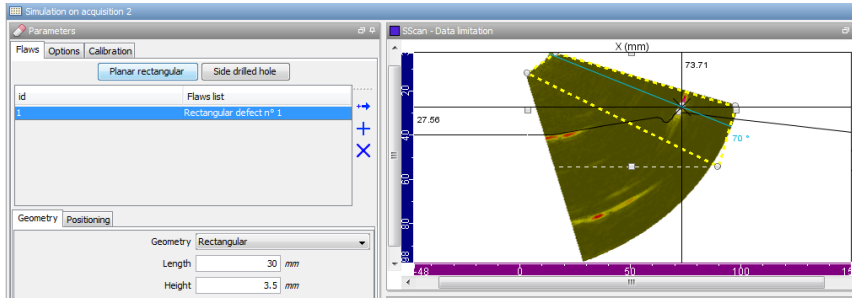 Simulation on acquisition 2
Parameters
Flaws Options Calibration
Planar rectangular Side drilled hole
id Flaws list
1 Rectangular defect n° 1
Geometry Positioning
Geometry Rectangular
Length 30 mm
Height 3.5 mm
SScan - Data limitation
X (mm)
73.71
20
27.56
40
70 °
60
80
98
-48 0 50 100 15